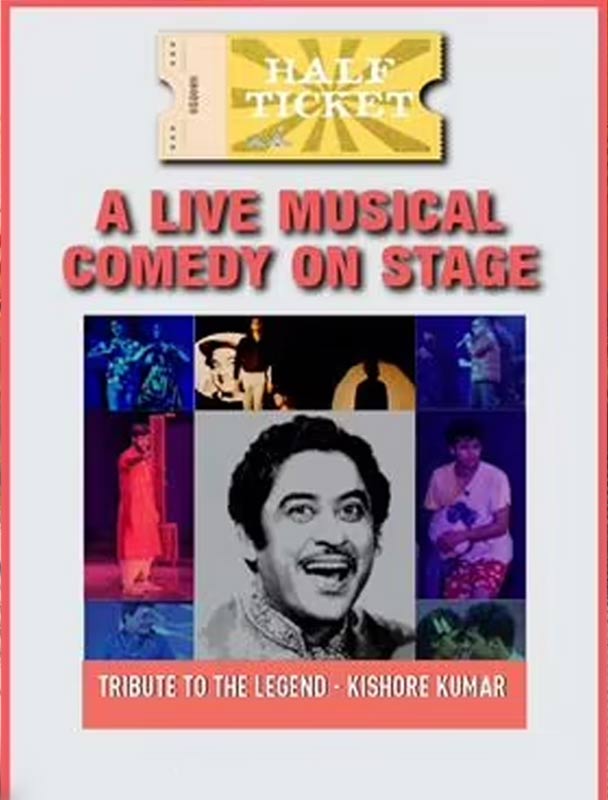 HALF
TICKET
A LIVE MUSICAL
COMEDY ON STAGE
TRIBUTE TO THE LEGEND - KISHORE KUMAR